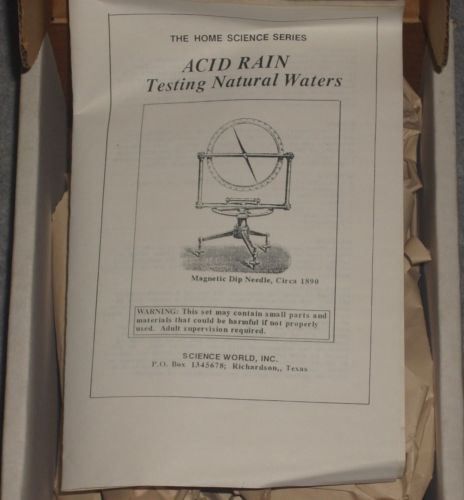 THE HOME SCIENCE SERIES
ACID RAIN
Testing Natural Waters
Magnetic Dip Needle, Circa 1890
WARNING: This set may contain small parts and
materials that could be harmful if not properly
used. Adult supervision required.
SCIENCE WORLD, INC.
P.O. Box 1345678; Richardson,, Texas